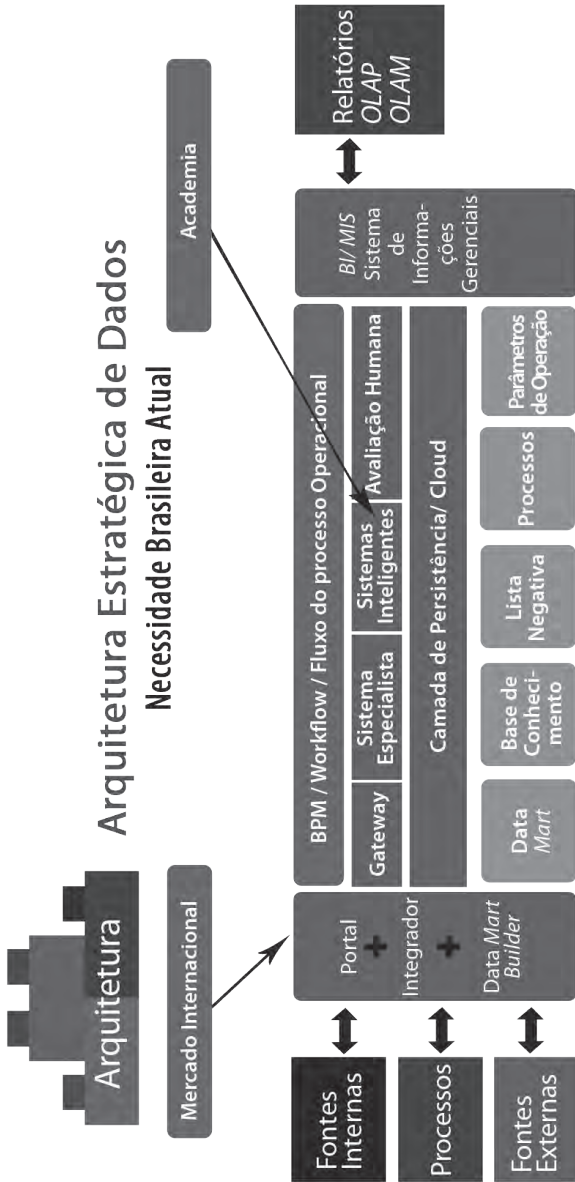 Arquitetura
Arquitetura Estratégica de Dados
Necessidade Brasileira Atual
Mercado Internacional
Academia
Fontes
Internas
Processos
Fontes
Externas
Portal
+
Integrador
+
Data Mart
Builder
BPM / Workflow / Fluxo do processo Operacional
Gateway
Sistema
Especialista
Sistemas
Inteligentes
Avaliação Humana
Camada de Persistência/ Cloud
Data
Mart
Base de
Conheci-
mento
Lista
Negativa
Processos
Parâmetros
de Operação
BI/ MIS
Sistema
de
Informa-
ções
Gerenciais
Relatórios
OLAP
OLAM